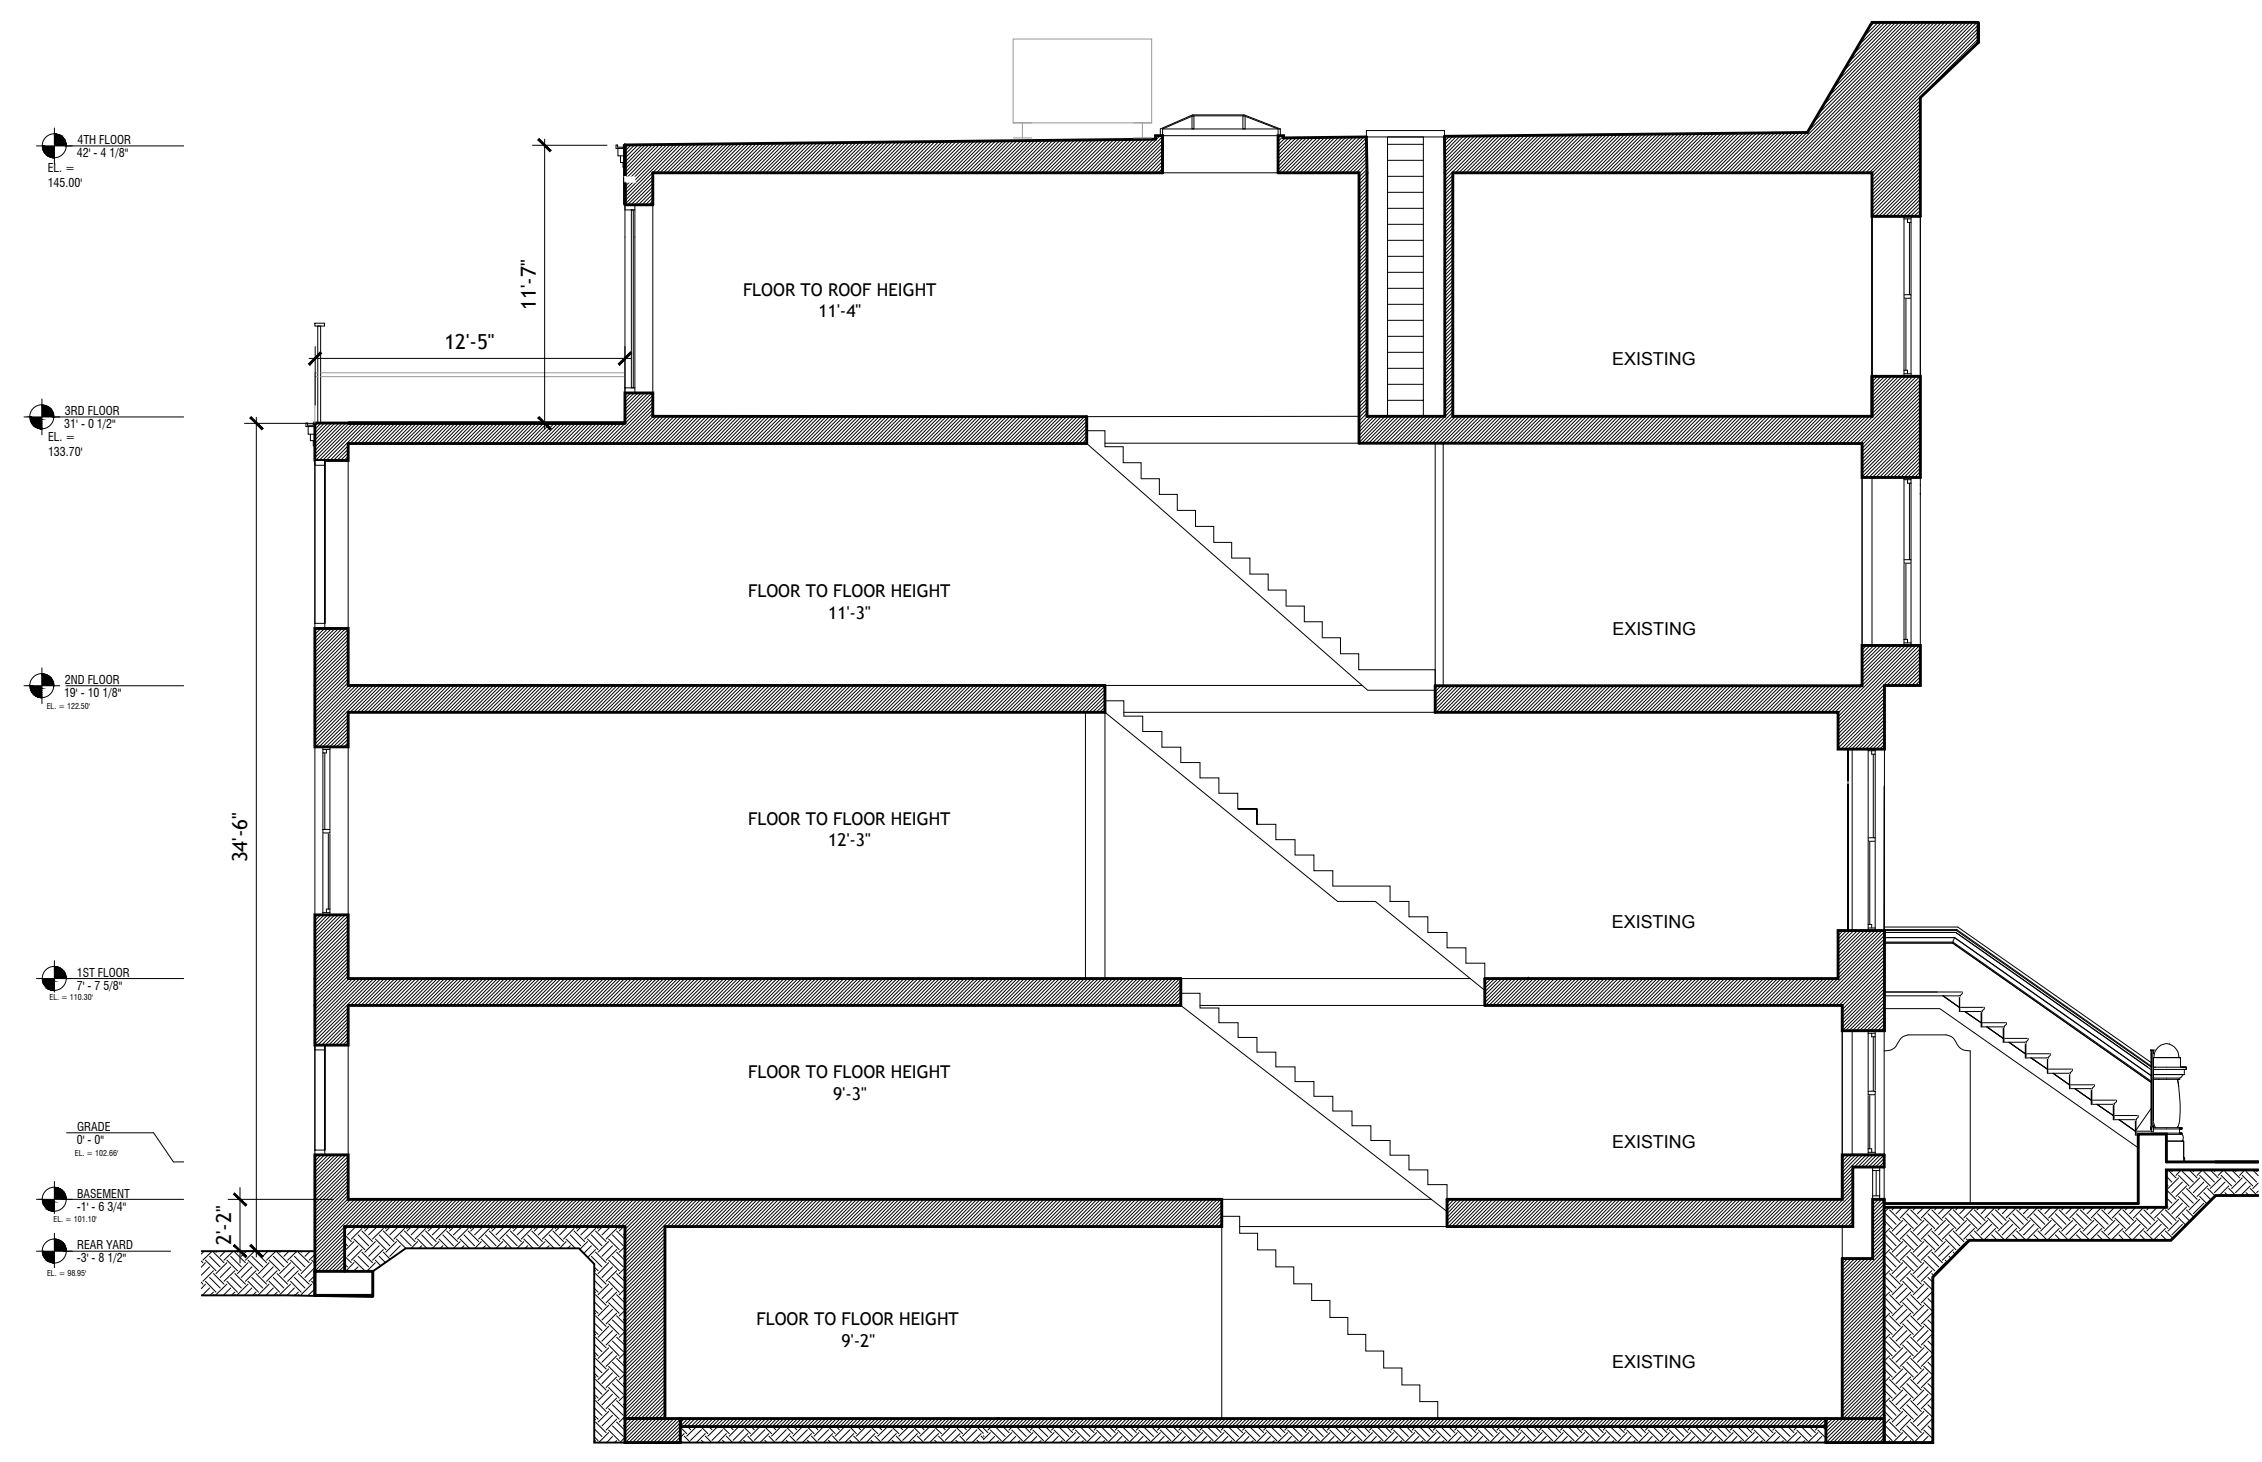 4TH FLOOR
42' - 4 1/8"
EL. =
145.00'
11'-7"
FLOOR TO ROOF HEIGHT
11'-4"
12'-5"
EXISTING
3RD FLOOR
31' - 0 1/2"
EL. =
133.70'
FLOOR TO FLOOR HEIGHT
11'-3"
EXISTING
2ND FLOOR
19' - 10 1/8"
EL. = 122.50'
34'-6"
FLOOR TO FLOOR HEIGHT
12'-3"
EXISTING
1ST FLOOR
7' - 7 5/8"
EL. = 110.30'
FLOOR TO FLOOR HEIGHT
9'-3"
EXISTING
GRADE
0' - 0"
EL. = 102.66'
BASEMENT
-1' - 6 3/4"
EL. = 101.10'
2'-2"
REAR YARD
-3' - 8 1/2"
EL. = 98.95'
FLOOR TO FLOOR HEIGHT
9'-2"
EXISTING